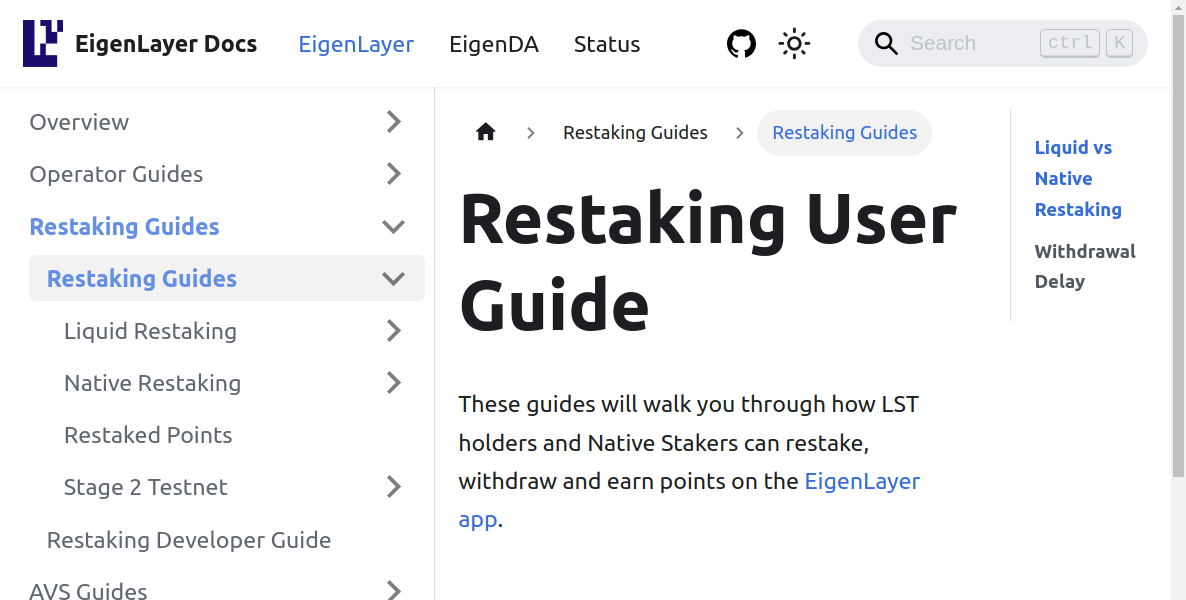 EigenLayer Docs
EigenLayer
EigenDA
Status
Search
ctrl
K
Overview
Operator Guides
Restaking Guides
Restaking Guides
Liquid Restaking
Native Restaking
Restaked Points
Stage 2 Testnet
Restaking Developer Guide
AVS Guides
Restaking Guides
Restaking Guides
Restaking User
Guide
These guides will walk you through how LST
holders and Native Stakers can restake,
withdraw and earn points on the EigenLayer
app.
Liquid vs
Native
Restaking
Withdrawal
Delay